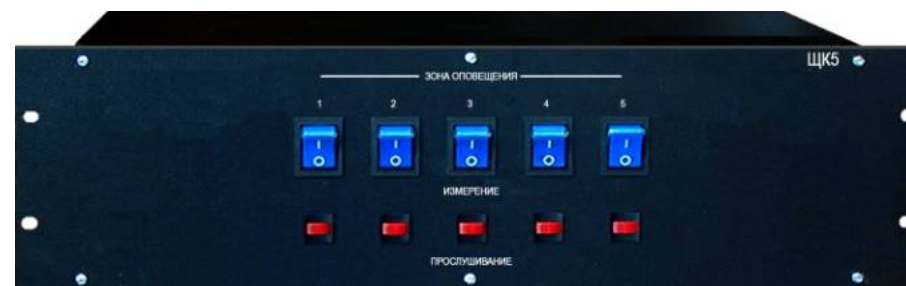 ЩК5
ЗОНА ОПОВЕЩЕНИЯ
1 2 3 4 5
ИЗМЕРЕНИЕ
ПРОСЛУШИВАНИЕ